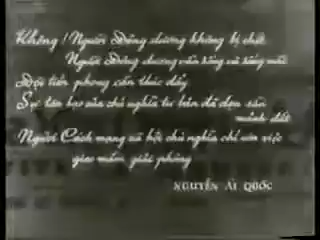 Không! Người Đông dương không bị chết
Người Đông dương vẫn sống và sống mãi
Đội tiên phong cần thúc đẩy
Sự tàn bạo của chủ nghĩa tư bản đã dọn sẵn
mảnh đất
Người Cách mạng xã hội chủ nghĩa chỉ còn việc
gieo mầm giải phóng
NGUYỄN ÁI QUỐC